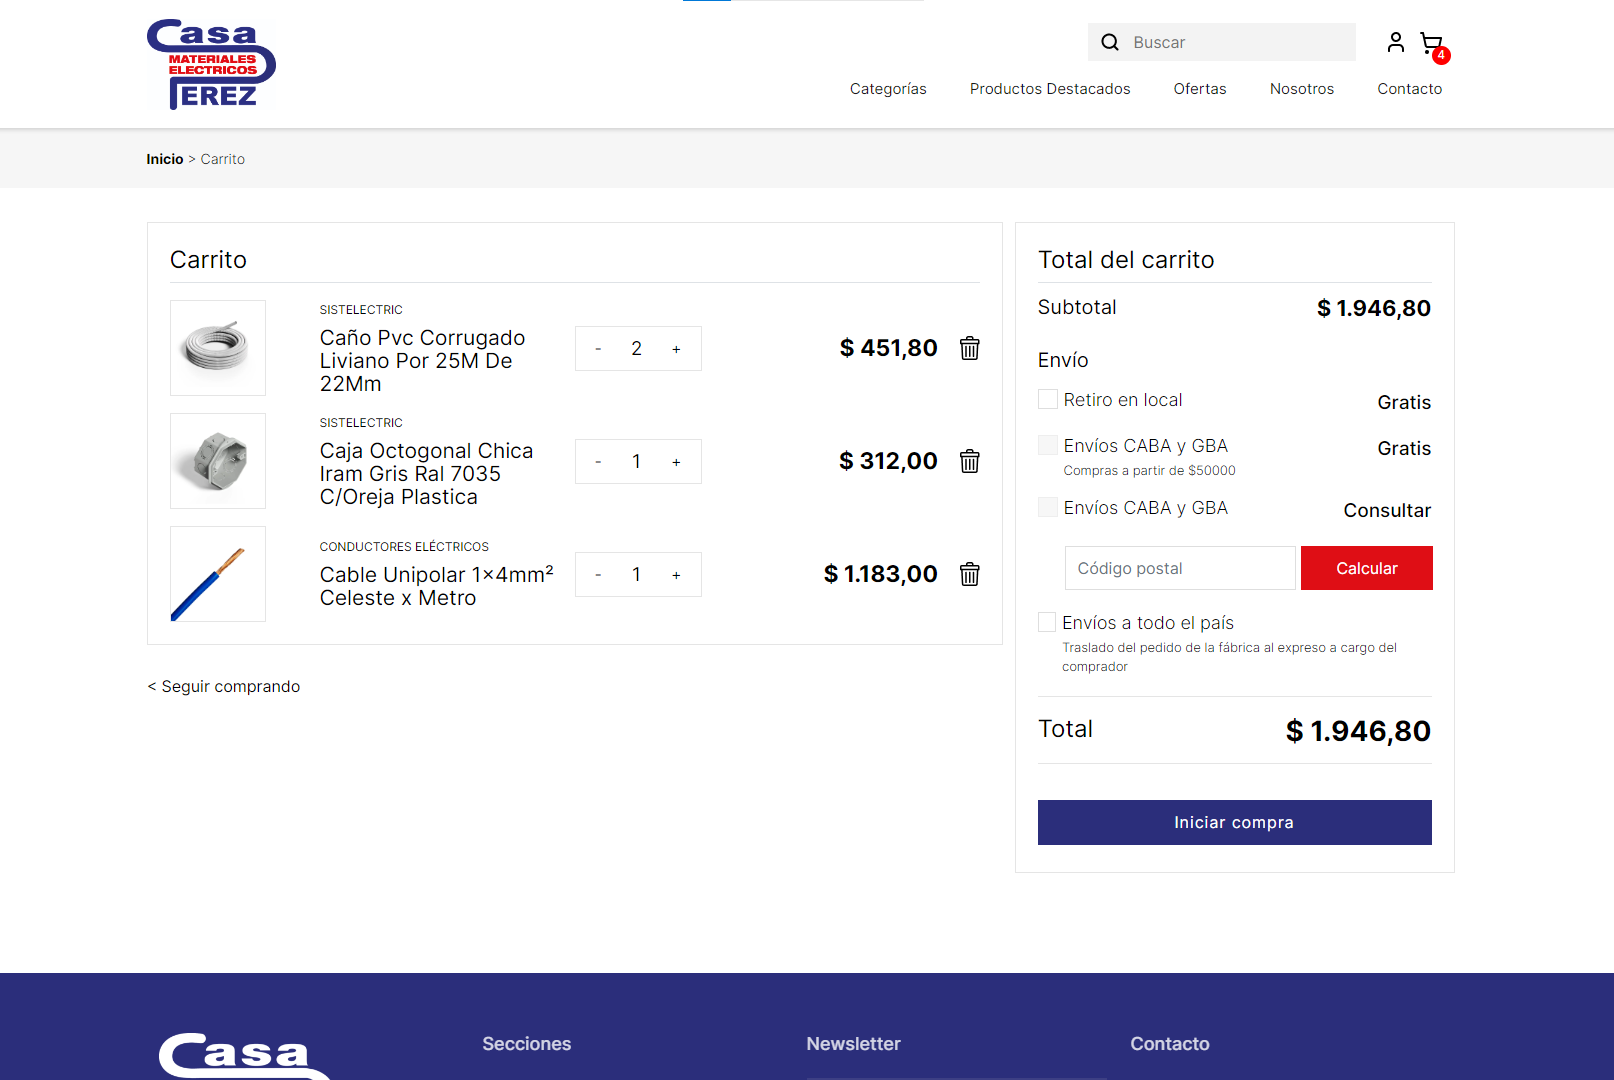 Casa
MATERIALES
ELECTRICOS
PEREZ
Buscar
4
Categorías
Productos Destacados
Ofertas
Nosotros
Contacto
Inicio > Carrito
Carrito
SISTELECTRIC
Caño Pvc Corrugado
Liviano Por 25M De
22Mm
- 2 +
$ 451,80
SISTELECTRIC
Caja Octogonal Chica
Iram Gris Ral 7035
C/Oreja Plastica
- 1 +
$ 312,00
CONDUCTORES ELÉCTRICOS
Cable Unipolar 1×4mm²
Celeste x Metro
- 1 +
$ 1.183,00
< Seguir comprando
Total del carrito
Subtotal
$ 1.946,80
Envío
Retiro en local
Gratis
Envíos CABA y GBA
Gratis
Compras a partir de $50000
Envíos CABA y GBA
Consultar
Código postal
Calcular
Envíos a todo el país
Traslado del pedido de la fábrica al expreso a cargo del
comprador
Total
$ 1.946,80
Iniciar compra
Casa
Secciones
Newsletter
Contacto